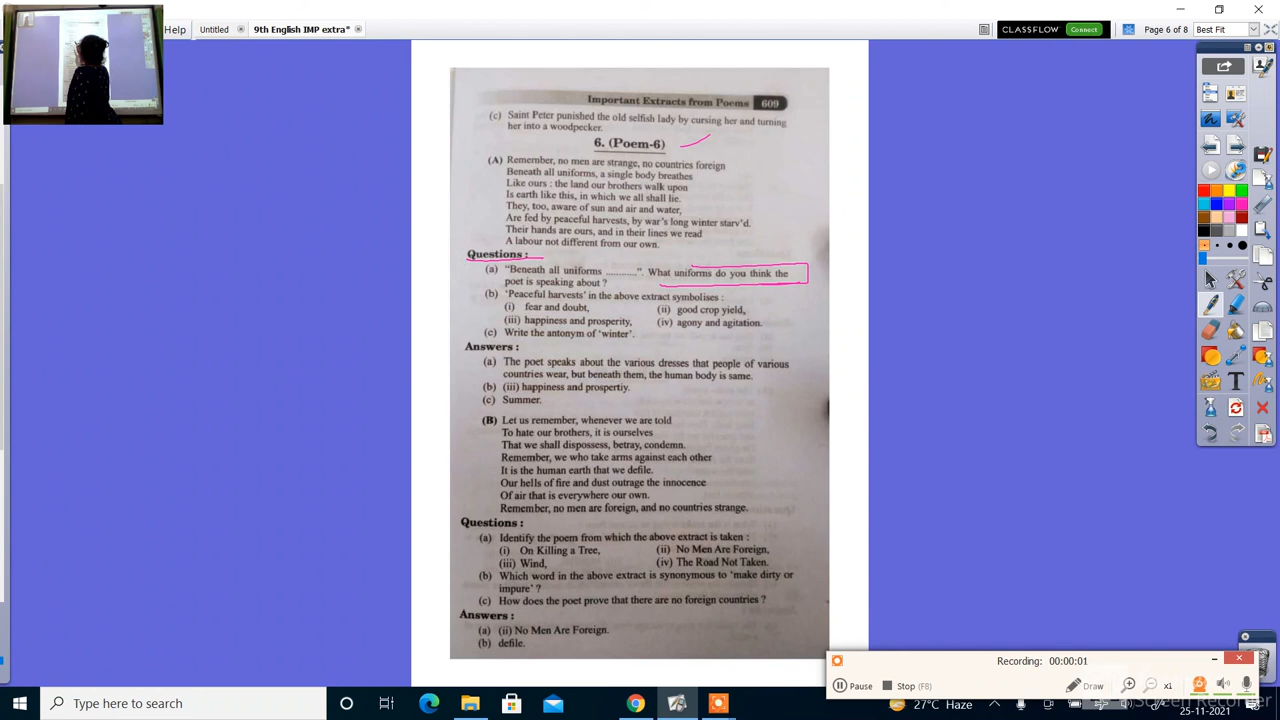 Help
Untitled
9th English IMP extra*
CLASSFLOW Connect
Page 6 of 8
Best Fit
Important Extracts from Poems 609
(c) Saint Peter punished the old selfish lady by cursing her and turning
her into a woodpecker.
6. (Poem-6)
(A) Remember, no men are strange, no countries foreign
Beneath all uniforms, a single body breathes
Like ours : the land our brothers walk upon
Is earth like this, in which we all shall lie.
They, too, aware of sun and air and water,
Are fed by peaceful harvests, by war's long winter starv'd.
Their hands are ours, and in their lines we read
A labour not different from our own.
Questions :
(a) “Beneath all uniforms ............”. What uniforms do you think the
poet is speaking about ?
(b) ‘Peaceful harvests’ in the above extract symbolises :
(i) fear and doubt, (ii) good crop yield,
(iii) happiness and prosperity, (iv) agony and agitation.
(c) Write the antonym of ‘winter’.
Answers :
(a) The poet speaks about the various dresses that people of various
countries wear, but beneath them, the human body is same.
(b) (iii) happiness and prospertiy.
(c) Summer.
(B) Let us remember, whenever we are told
To hate our brothers, it is ourselves
That we shall dispossess, betray, condemn.
Remember, we who take arms against each other
It is the human earth that we defile.
Our hells of fire and dust outrage the innocence
Of air that is everywhere our own.
Remember, no men are foreign, and no countries strange.
Questions :
(a) Identify the poem from which the above extract is taken :
(i) On Killing a Tree, (ii) No Men Are Foreign,
(iii) Wind, (iv) The Road Not Taken.
(b) Which word in the above extract is synonymous to ‘make dirty or
impure’ ?
(c) How does the poet prove that there are no foreign countries ?
Answers :
(a) (ii) No Men Are Foreign.
(b) defile.
Recording: 00:00:01
Pause Stop (F8) Draw x1
Type here to search
27°C Haze
25-11-2021